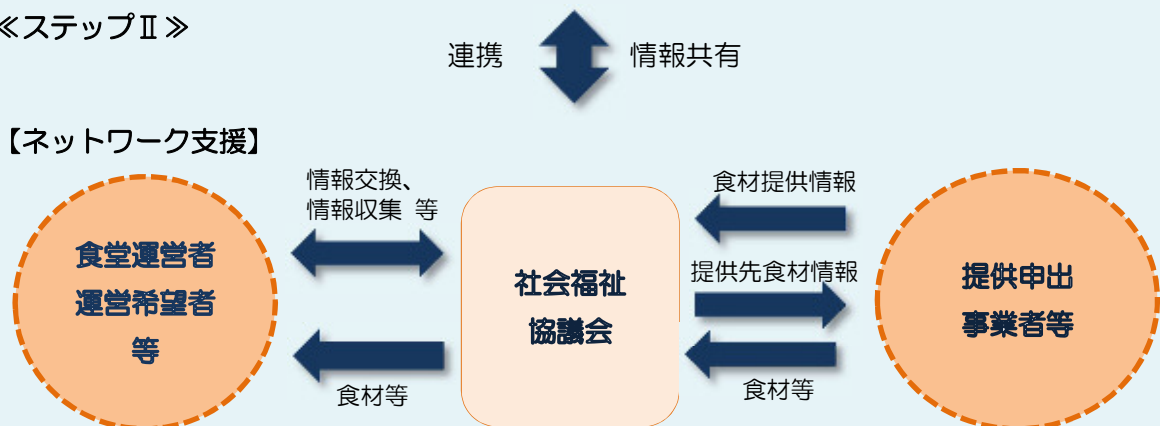 ≪ステップⅡ≫
連携
情報共有
【ネットワーク支援】
情報交換、
情報収集 等
食材提供情報
食堂運営者
運営希望者
等
社会福祉
協議会
提供先食材情報
提供申出
事業者等
食材等
食材等